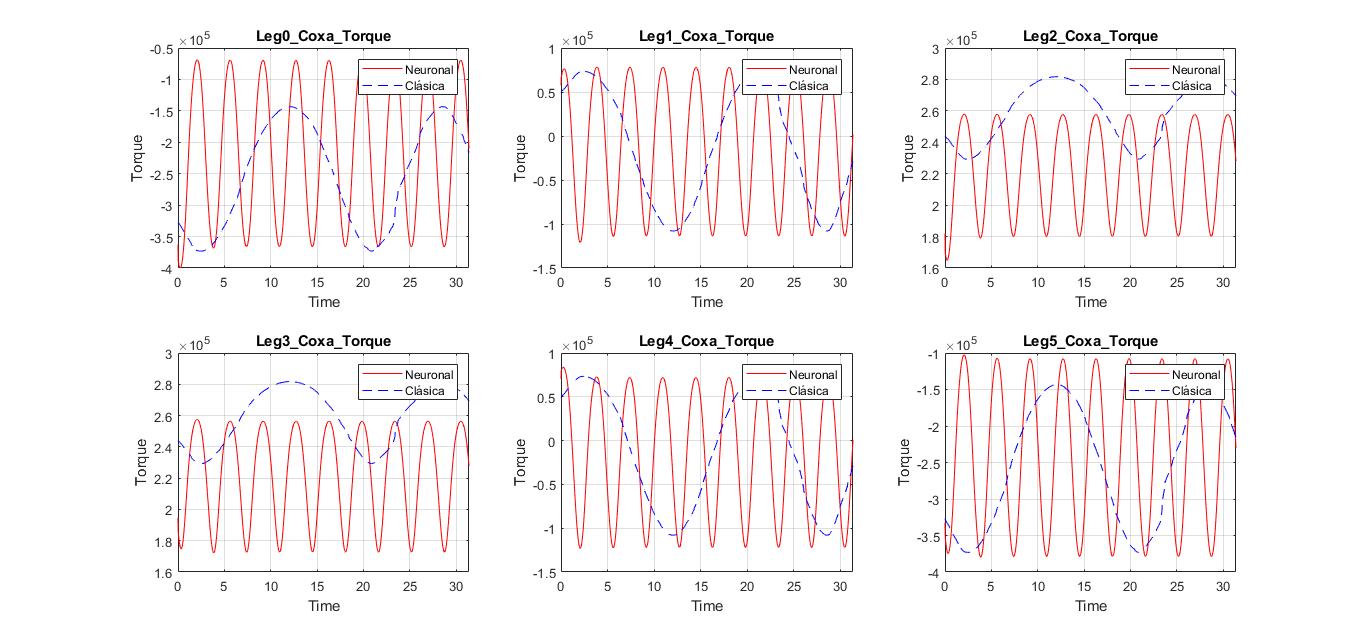 Leg0_Coxa_Torque
×10^5
-0.5
-1
-1.5
-2
-2.5
-3
-3.5
-4
Torque
Neuronal
Clásica
0 5 10 15 20 25 30
Time
Leg1_Coxa_Torque
×10^5
1
0.5
0
-0.5
-1
-1.5
Torque
Neuronal
Clásica
0 5 10 15 20 25 30
Time
Leg2_Coxa_Torque
×10^5
3
2.8
2.6
2.4
2.2
2
1.8
1.6
Torque
Neuronal
Clásica
0 5 10 15 20 25 30
Time
Leg3_Coxa_Torque
×10^5
3
2.8
2.6
2.4
2.2
2
1.8
1.6
Torque
Neuronal
Clásica
0 5 10 15 20 25 30
Time
Leg4_Coxa_Torque
×10^5
1
0.5
0
-0.5
-1
-1.5
Torque
Neuronal
Clásica
0 5 10 15 20 25 30
Time
Leg5_Coxa_Torque
×10^5
-1
-1.5
-2
-2.5
-3
-3.5
-4
Torque
Neuronal
Clásica
0 5 10 15 20 25 30
Time